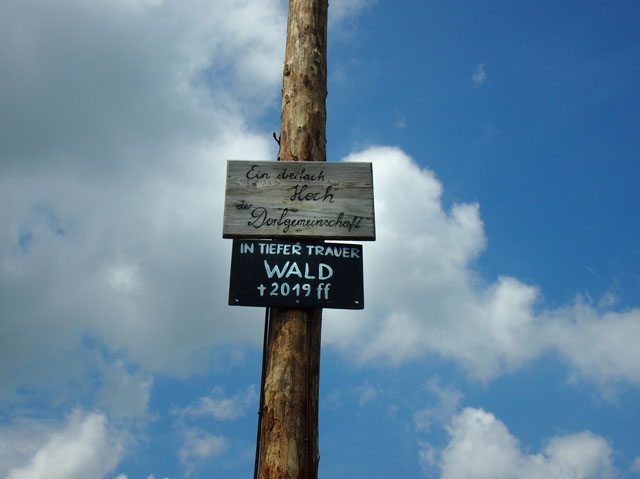 Ein dreifach
Hoch
der
Dorfgemeinschaft
IN TIEFER TRAUER
WALD
†2019 ff